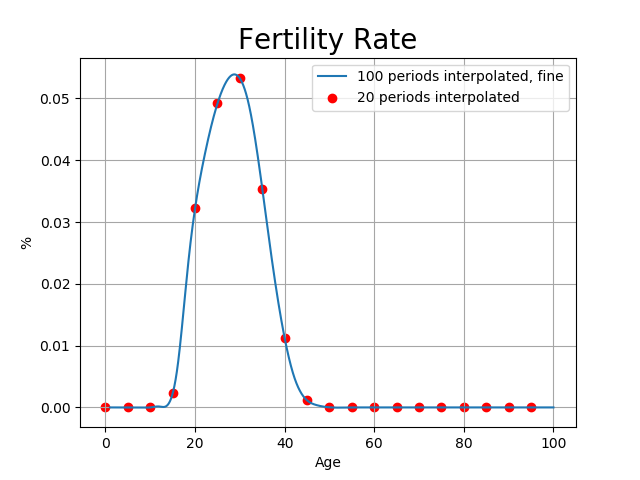 Fertility Rate
100 periods interpolated, fine
20 periods interpolated
%
0.05
0.04
0.03
0.02
0.01
0.00
0 20 40 60 80 100
Age